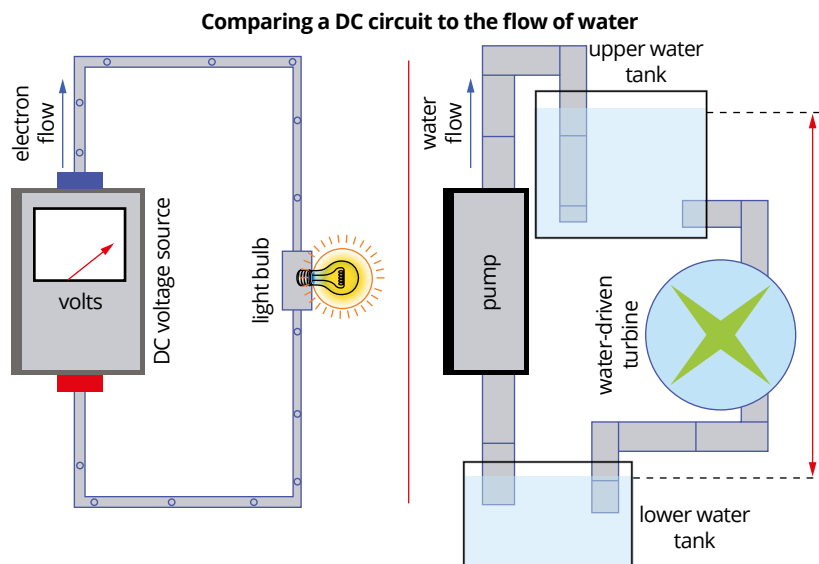 Comparing a DC circuit to the flow of water
electron
flow
volts
DC voltage source
light bulb
water
flow
upper water
tank
pump
water-driven
turbine
lower water
tank